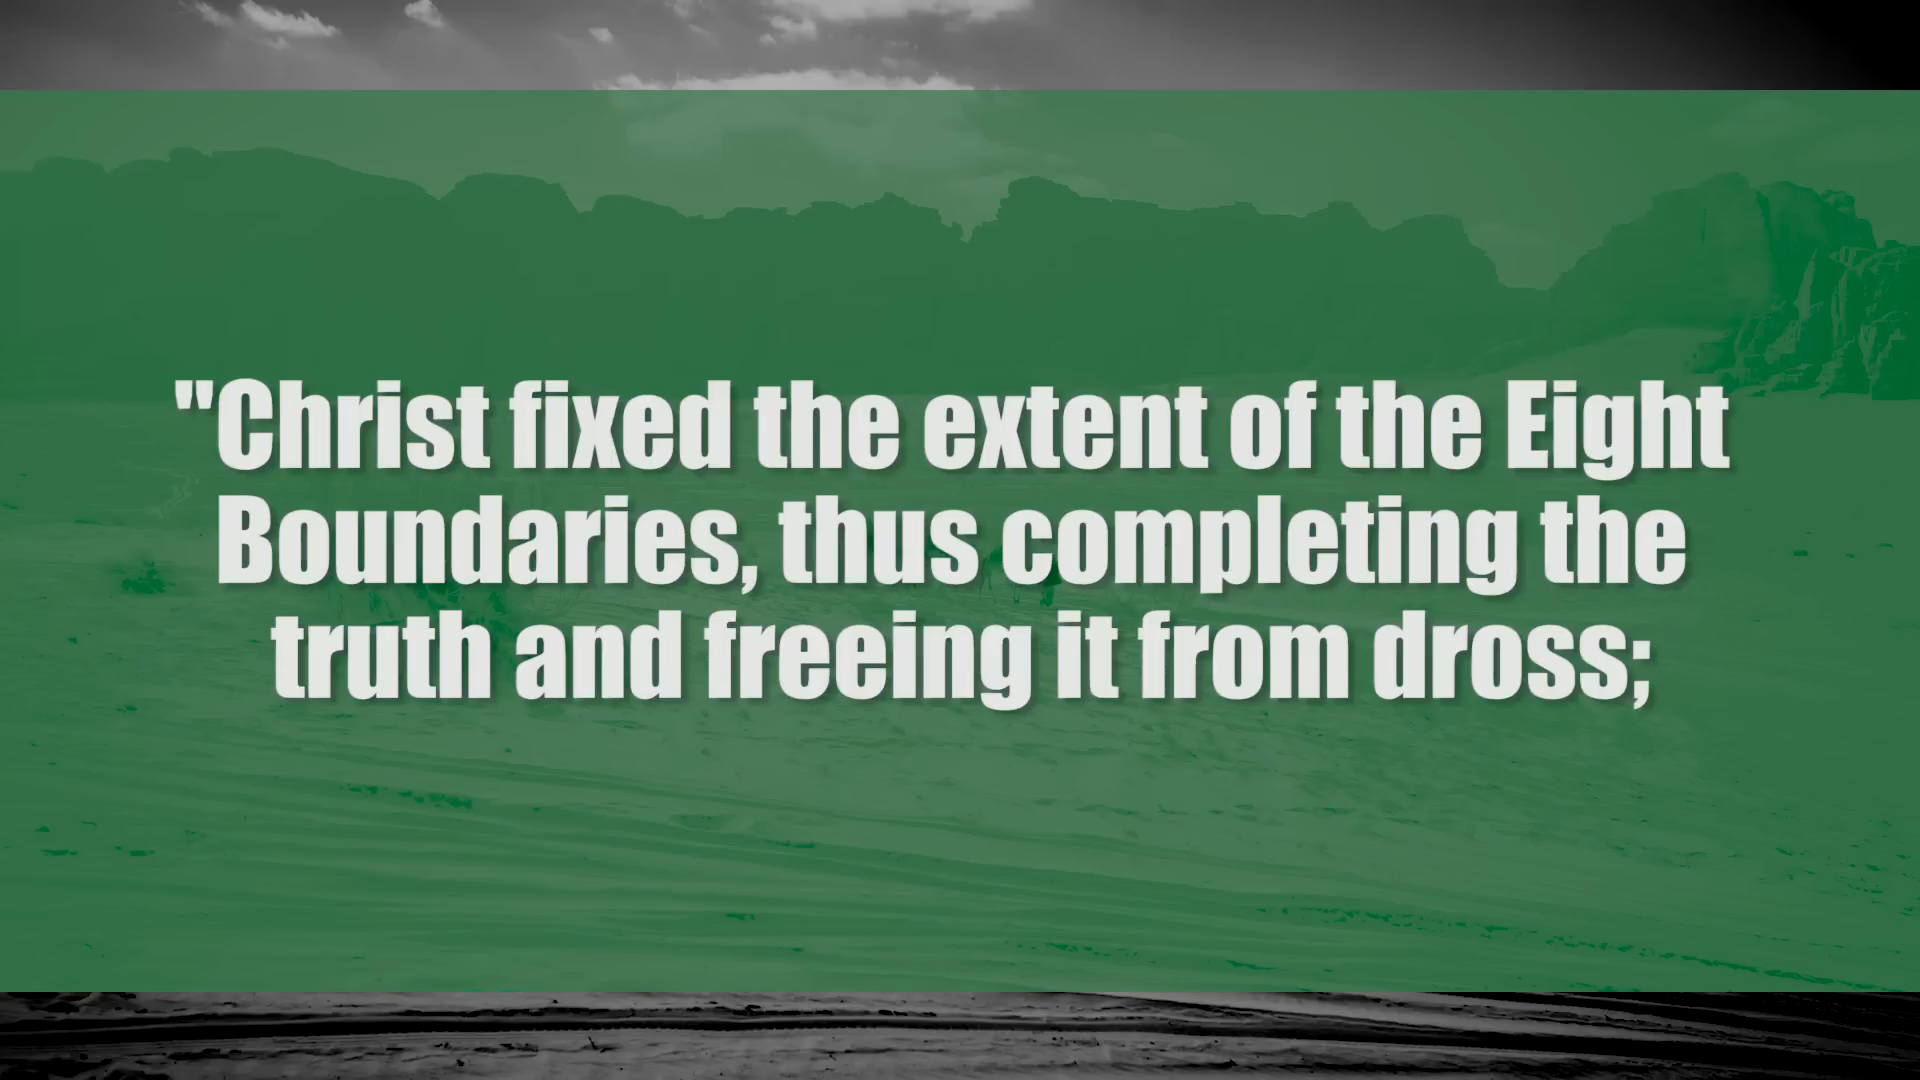 "Christ fixed the extent of the Eight
Boundaries, thus completing the
truth and freeing it from dross;